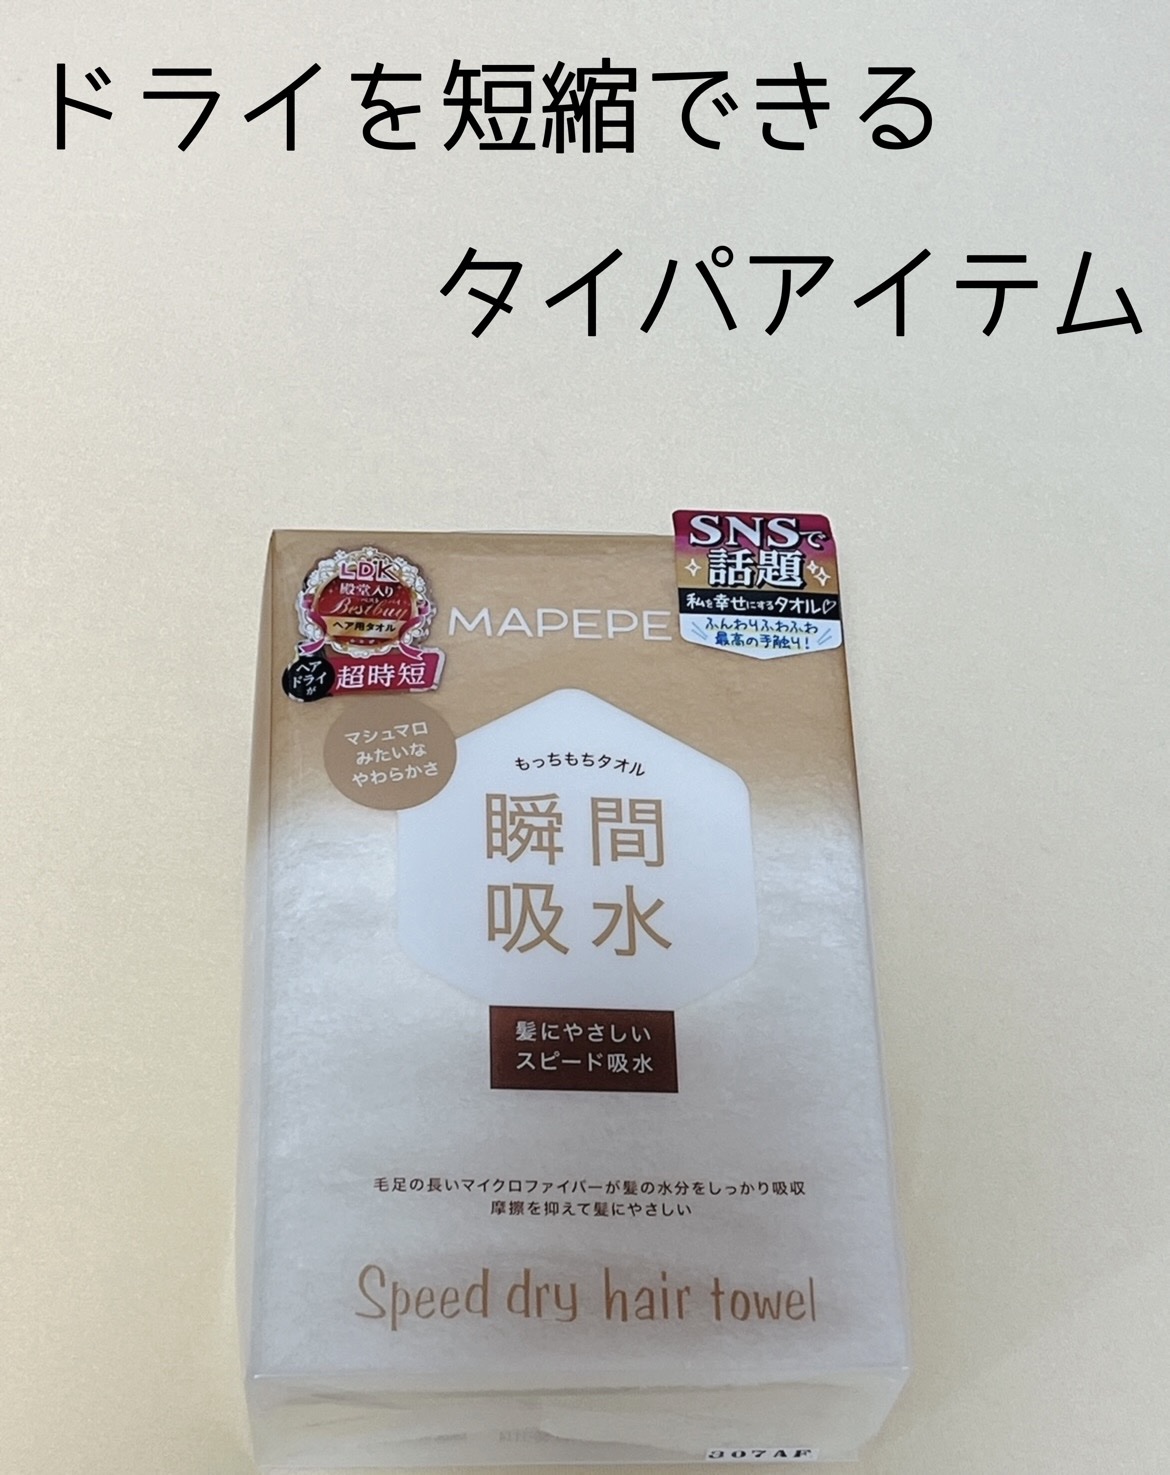 ドライを短縮できる
タイパアイテム
SNSで
話題
私を幸せにするタオル♡
ふんわりふわふわ
最高の手触り!
LDK
殿堂入り
ベストバイ
Bestbuy
ヘア用タオル
ヘア
ドライ
が
超時短
MAPEPE
マシュマロ
みたいな
やわらかさ
もっちもちタオル
瞬間
吸水
髪にやさしい
スピード吸水
毛足の長いマイクロファイバーが髪の水分をしっかり吸収
摩擦を抑えて髪にやさしい
Speed dry hair towel
307AF